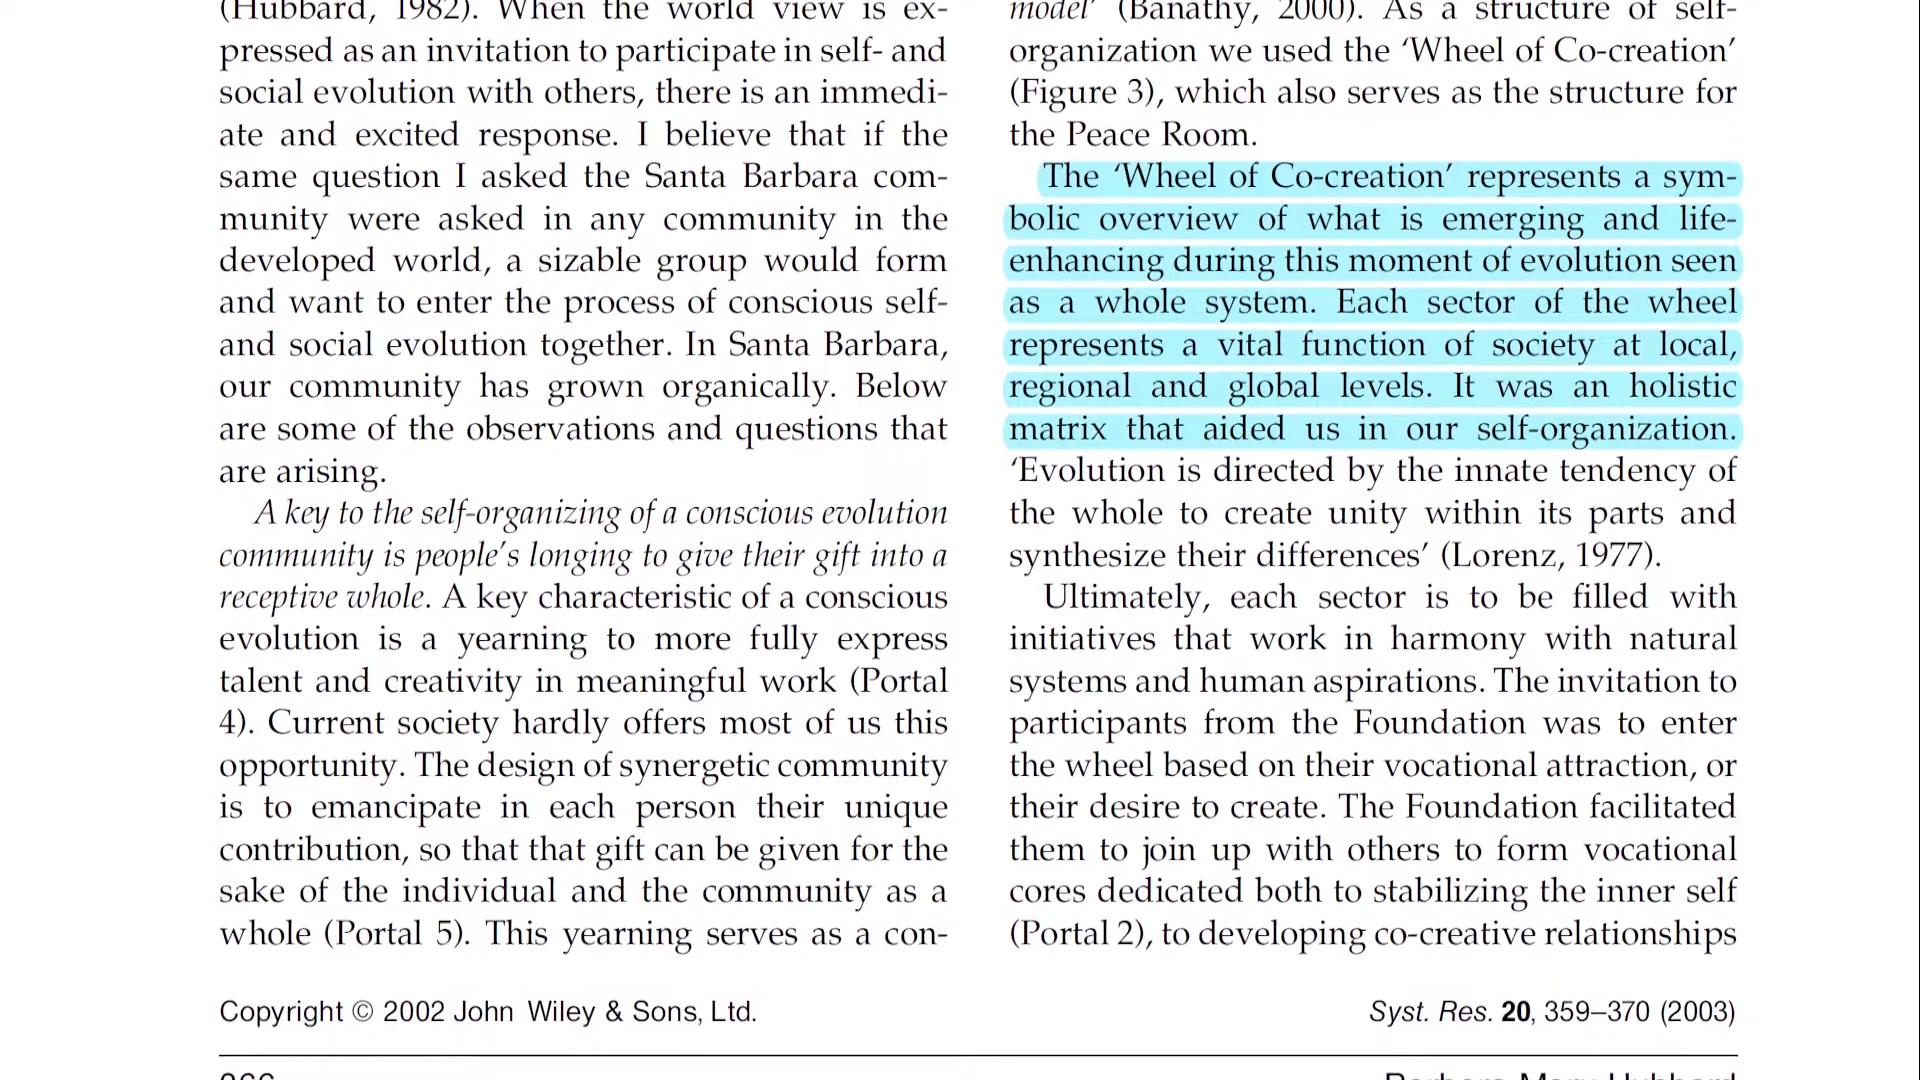 (Hubbard, 1982). When the world view is ex-
pressed as an invitation to participate in self- and
social evolution with others, there is an immedi-
ate and excited response. I believe that if the
same question I asked the Santa Barbara com-
munity were asked in any community in the
developed world, a sizable group would form
and want to enter the process of conscious self-
and social evolution together. In Santa Barbara,
our community has grown organically. Below
are some of the observations and questions that
are arising.
A key to the self-organizing of a conscious evolution
community is people's longing to give their gift into a
receptive whole. A key characteristic of a conscious
evolution is a yearning to more fully express
talent and creativity in meaningful work (Portal
4). Current society hardly offers most of us this
opportunity. The design of synergetic community
is to emancipate in each person their unique
contribution, so that that gift can be given for the
sake of the individual and the community as a
whole (Portal 5). This yearning serves as a con-
model' (Banathy, 2000). As a structure of self-
organization we used the 'Wheel of Co-creation'
(Figure 3), which also serves as the structure for
the Peace Room.
The 'Wheel of Co-creation' represents a sym-
bolic overview of what is emerging and life-
enhancing during this moment of evolution seen
as a whole system. Each sector of the wheel
represents a vital function of society at local,
regional and global levels. It was an holistic
matrix that aided us in our self-organization.
'Evolution is directed by the innate tendency of
the whole to create unity within its parts and
synthesize their differences' (Lorenz, 1977).
Ultimately, each sector is to be filled with
initiatives that work in harmony with natural
systems and human aspirations. The invitation to
participants from the Foundation was to enter
the wheel based on their vocational attraction, or
their desire to create. The Foundation facilitated
them to join up with others to form vocational
cores dedicated both to stabilizing the inner self
(Portal 2), to developing co-creative relationships
Copyright © 2002 John Wiley & Sons, Ltd.
Syst. Res. 20, 359–370 (2003)
366
Barbara Mary Hubbard